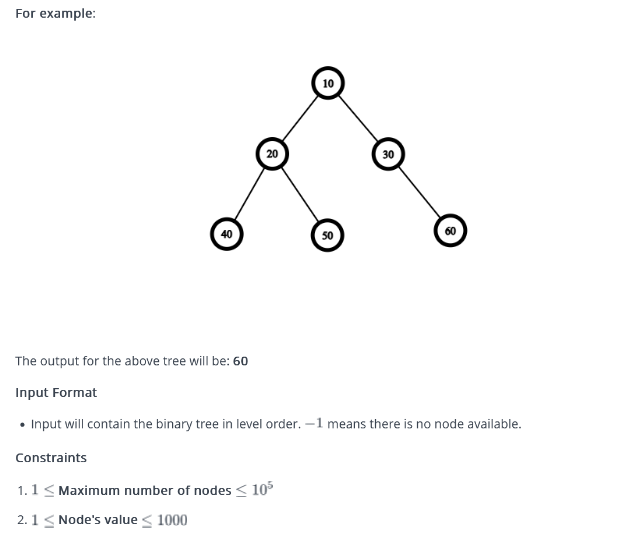 For example:
10
20 30
40 50 60
The output for the above tree will be: 60
Input Format
• Input will contain the binary tree in level order. −1 means there is no node available.
Constraints
1. 1 ≤ Maximum number of nodes ≤ 10⁵
2. 1 ≤ Node's value ≤ 1000